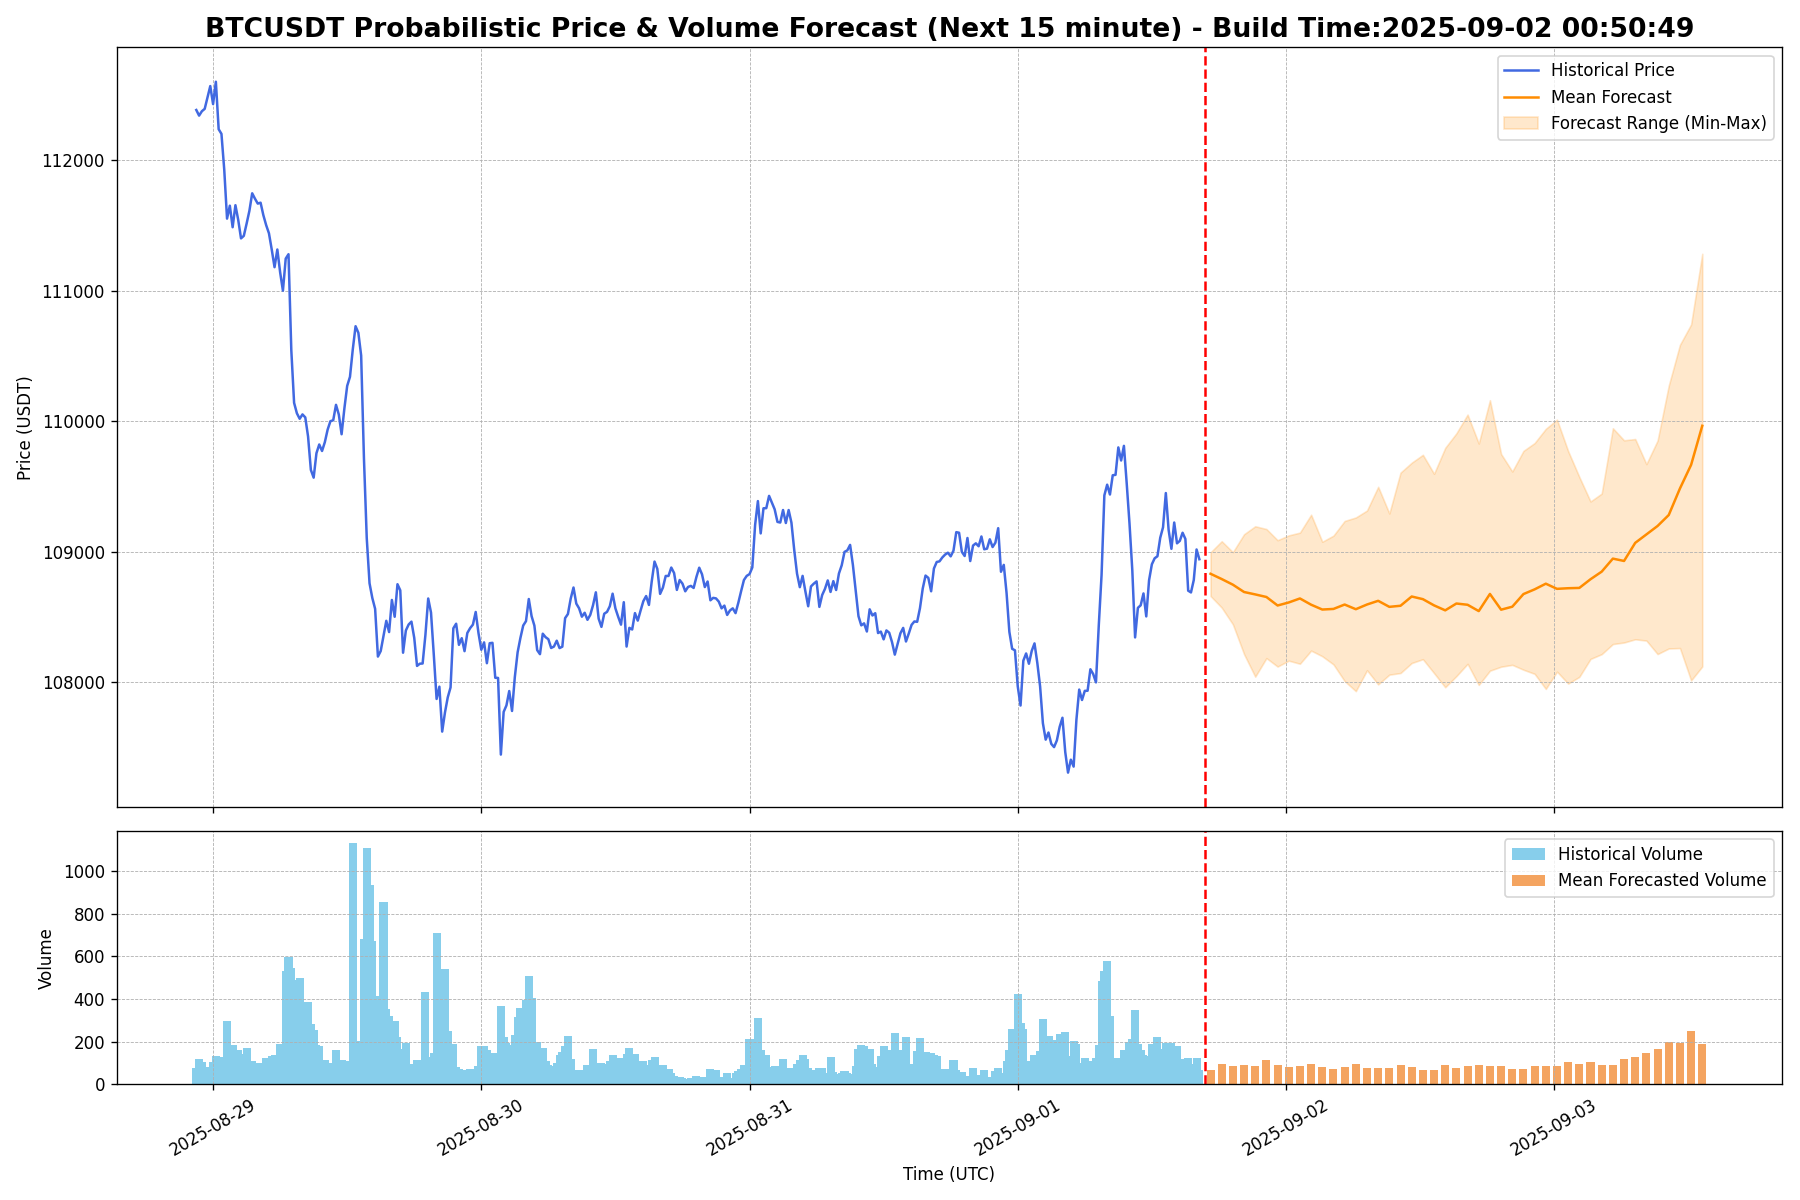 BTCUSDT Probabilistic Price & Volume Forecast (Next 15 minute) - Build Time:2025-09-02 00:50:49
Historical Price
Mean Forecast
Forecast Range (Min-Max)
112000
111000
110000
109000
108000
Price (USDT)
Historical Volume
Mean Forecasted Volume
1000
800
600
400
200
0
Volume
2025-08-29
2025-08-30
2025-08-31
2025-09-01
2025-09-02
2025-09-03
Time (UTC)